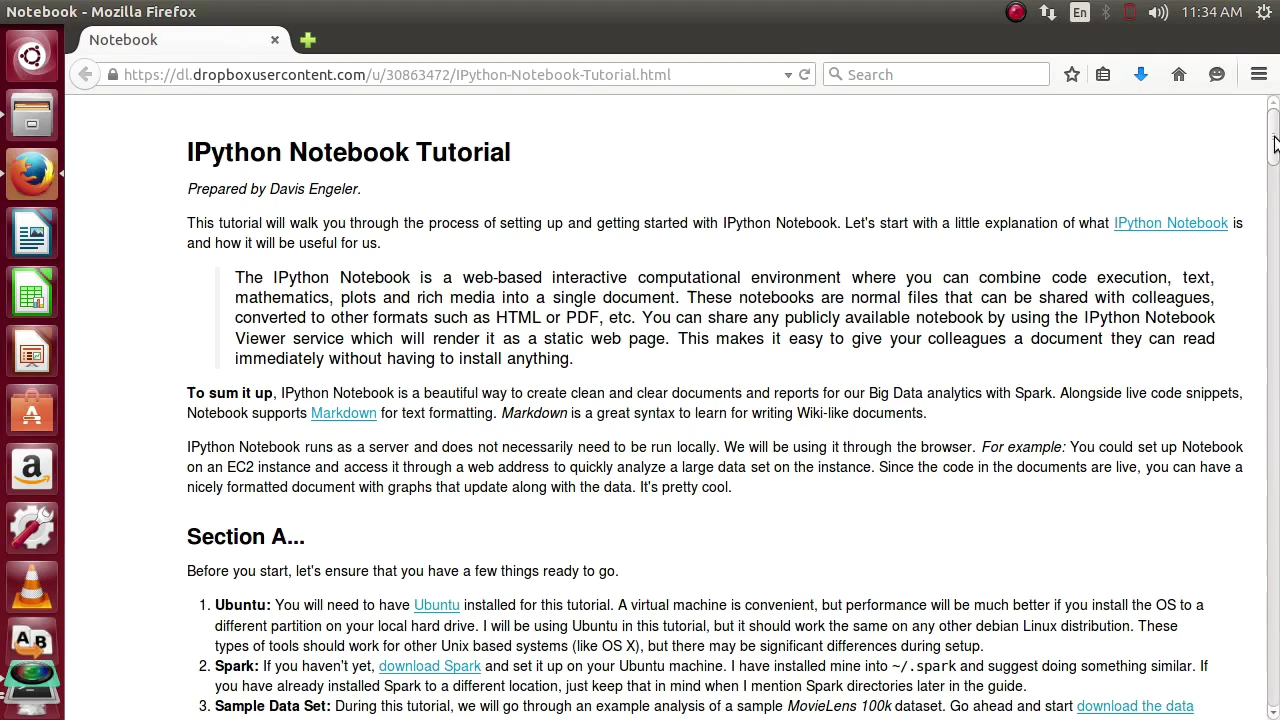 Notebook - Mozilla Firefox
En
11:34 AM
Notebook
https://dl.dropboxusercontent.com/u/30863472/IPython-Notebook-Tutorial.html
Search
IPython Notebook Tutorial
Prepared by Davis Engeler.
This tutorial will walk you through the process of setting up and getting started with IPython Notebook. Let's start with a little explanation of what IPython Notebook is
and how it will be useful for us.
The IPython Notebook is a web-based interactive computational environment where you can combine code execution, text,
mathematics, plots and rich media into a single document. These notebooks are normal files that can be shared with colleagues,
converted to other formats such as HTML or PDF, etc. You can share any publicly available notebook by using the IPython Notebook
Viewer service which will render it as a static web page. This makes it easy to give your colleagues a document they can read
immediately without having to install anything.
To sum it up, IPython Notebook is a beautiful way to create clean and clear documents and reports for our Big Data analytics with Spark. Alongside live code snippets,
Notebook supports Markdown for text formatting. Markdown is a great syntax to learn for writing Wiki-like documents.
IPython Notebook runs as a server and does not necessarily need to be run locally. We will be using it through the browser. For example: You could set up Notebook
on an EC2 instance and access it through a web address to quickly analyze a large data set on the instance. Since the code in the documents are live, you can have a
nicely formatted document with graphs that update along with the data. It's pretty cool.
Section A...
Before you start, let's ensure that you have a few things ready to go.
1. Ubuntu: You will need to have Ubuntu installed for this tutorial. A virtual machine is convenient, but performance will be much better if you install the OS to a
different partition on your local hard drive. I will be using Ubuntu in this tutorial, but it should work the same on any other debian Linux distribution. These
types of tools should work for other Unix based systems (like OS X), but there may be significant differences during setup.
2. Spark: If you haven't yet, download Spark and set it up on your Ubuntu machine. I have installed mine into ~/.spark and suggest doing something similar. If
you have already installed Spark to a different location, just keep that in mind when I mention Spark directories later in the guide.
3. Sample Data Set: During this tutorial, we will go through an example analysis on a sample MovieLens 100k dataset. Go ahead and start download the data